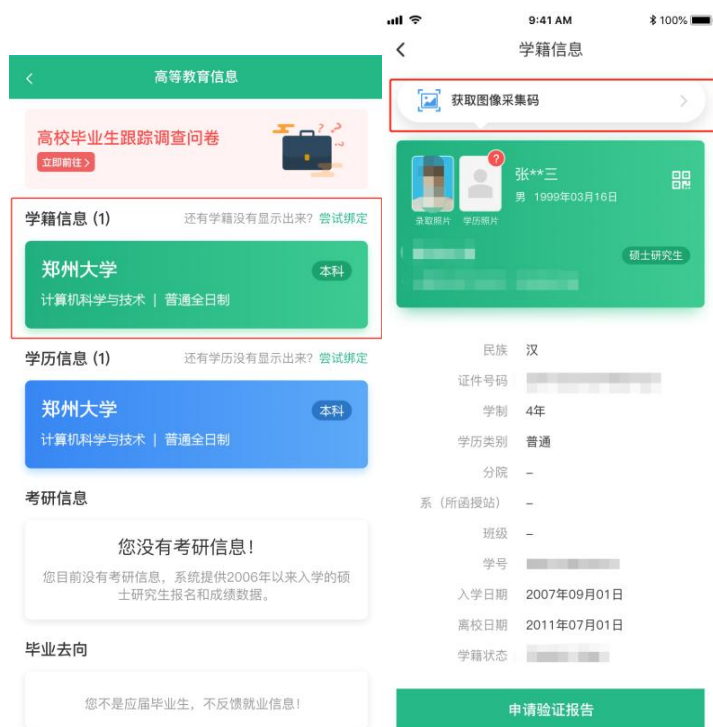 高等教育信息
高校毕业生跟踪调查问卷
立即前往>
学籍信息 (1) 还有学籍没有显示出来? 尝试绑定
郑州大学 本科
计算机科学与技术 | 普通全日制
学历信息 (1) 还有学历没有显示出来? 尝试绑定
郑州大学 本科
计算机科学与技术 | 普通全日制
考研信息
您没有考研信息!
您目前没有考研信息, 系统提供2006年以来入学的硕
士研究生报名和成绩数据。
毕业去向
您不是应届毕业生, 不反馈就业信息!
9:41 AM 100%
学籍信息
获取图像采集码
?
张**三
男 1999年03月16日
录取照片 学历照片
硕士研究生
民族 汉
证件号码
学制 4年
学历类别 普通
分院 –
系（所函授站） –
班级 –
学号
入学日期 2007年09月01日
离校日期 2011年07月01日
学籍状态
申请验证报告